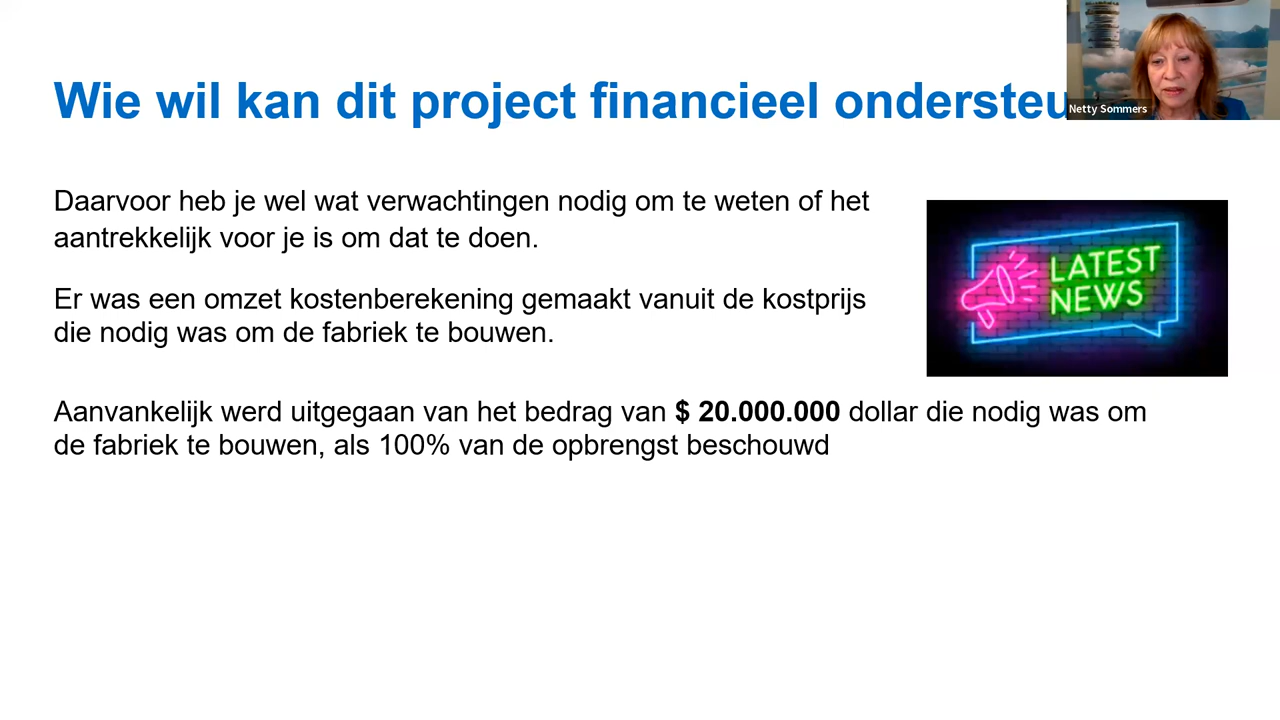 Wie wil kan dit project financieel ondersteu
Netty Sommers
Daarvoor heb je wel wat verwachtingen nodig om te weten of het
aantrekkelijk voor je is om dat te doen.
LATEST
NEWS
Er was een omzet kostenberekening gemaakt vanuit de kostprijs
die nodig was om de fabriek te bouwen.
Aanvankelijk werd uitgegaan van het bedrag van $ 20.000.000 dollar die nodig was om
de fabriek te bouwen, als 100% van de opbrengst beschouwd